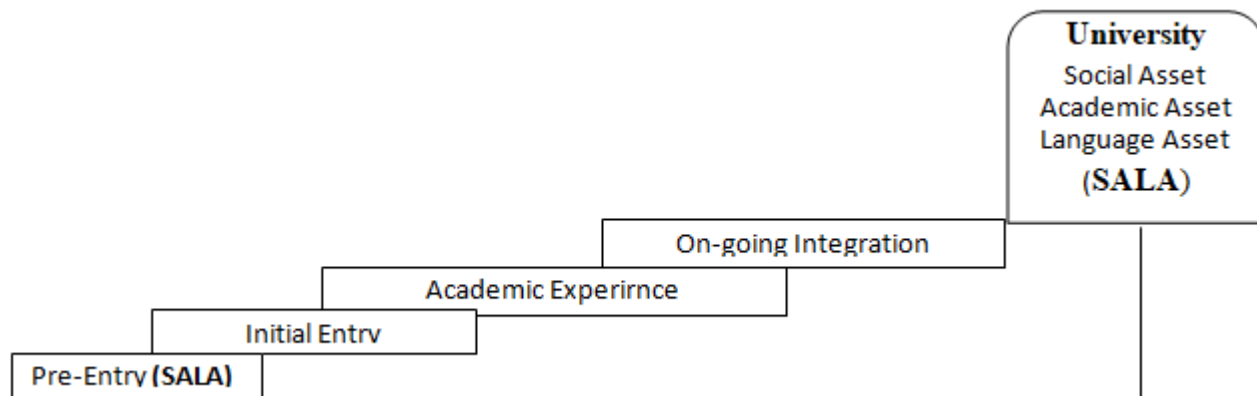 University
Social Asset
Academic Asset
Language Asset
(SALA)
On-going Integration
Academic Experirnce
Initial Entry
Pre-Entry (SALA)